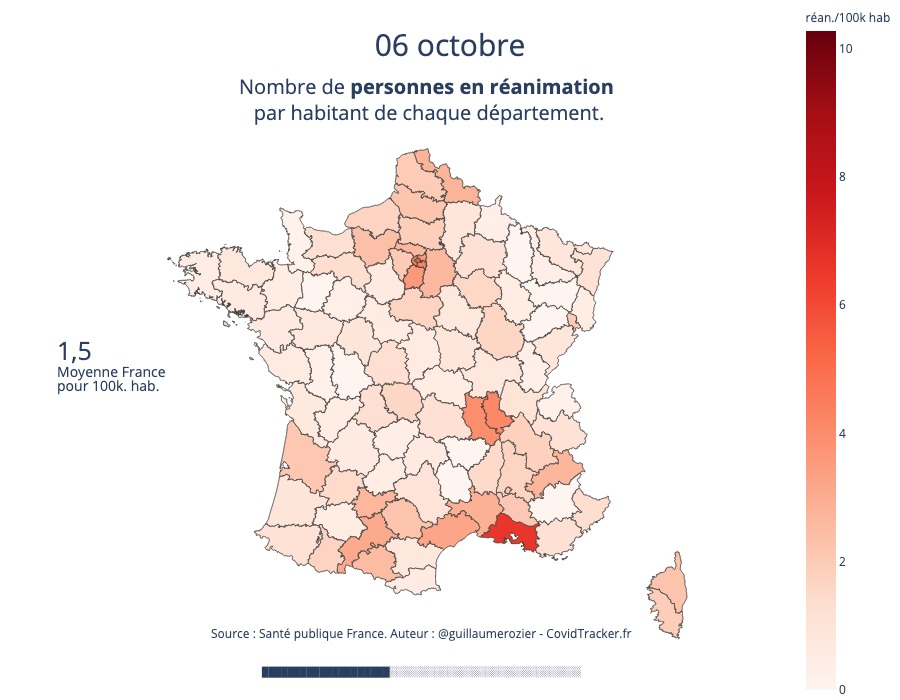 réan./100k hab
06 octobre
Nombre de personnes en réanimation
par habitant de chaque département.
10
8
6
4
2
0
1,5
Moyenne France
pour 100k. hab.
Source : Santé publique France. Auteur : @guillaumerozier - CovidTracker.fr